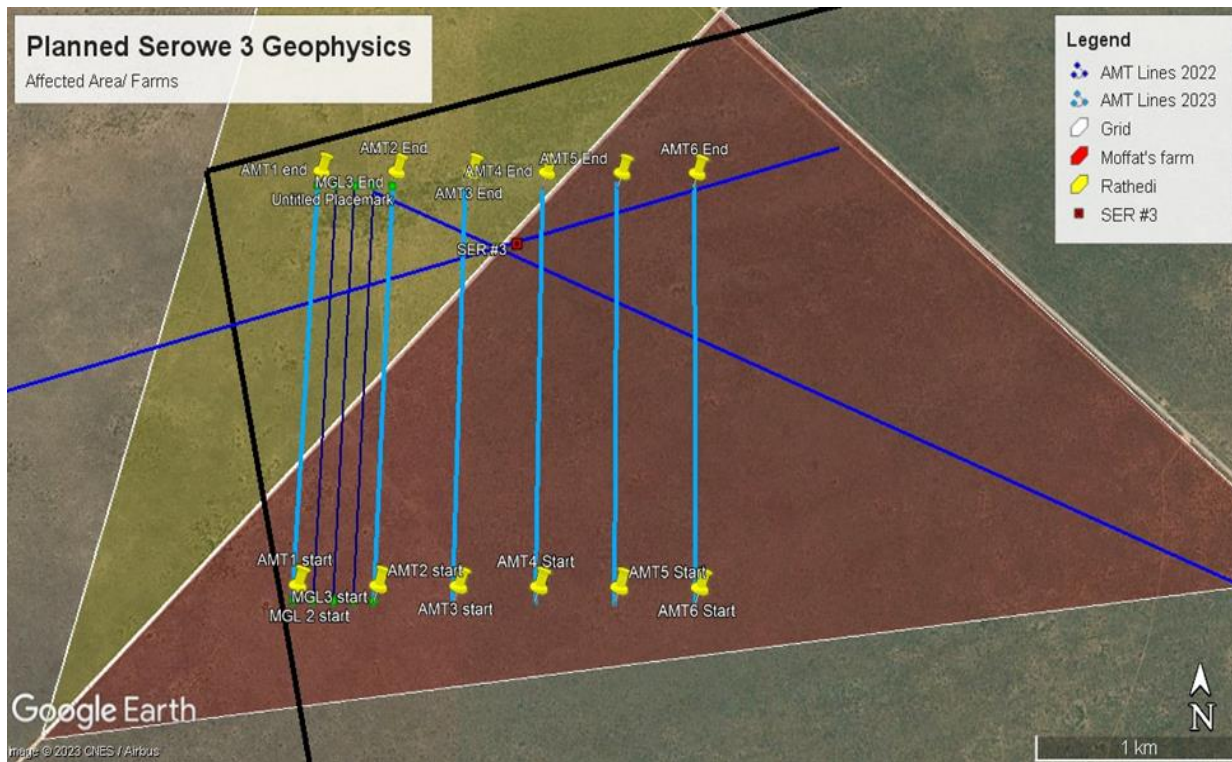 Planned Serowe 3 Geophysics
Affected Area/ Farms
Legend
AMT Lines 2022
AMT Lines 2023
Grid
Moffat's farm
Rathedi
SER #3
AMT1 end
AMT2 End
AMT4 End
AMT5 End
AMT6 End
MGL3 End
Untitled Placemark
AMT3 End
SER #3
AMT1 start
AMT2 start
AMT4 Start
AMT5 Start
MGL3 start
MGL 2 start
AMT3 start
AMT6 Start
Google Earth
Image © 2023 CNES / Airbus
N
1 km